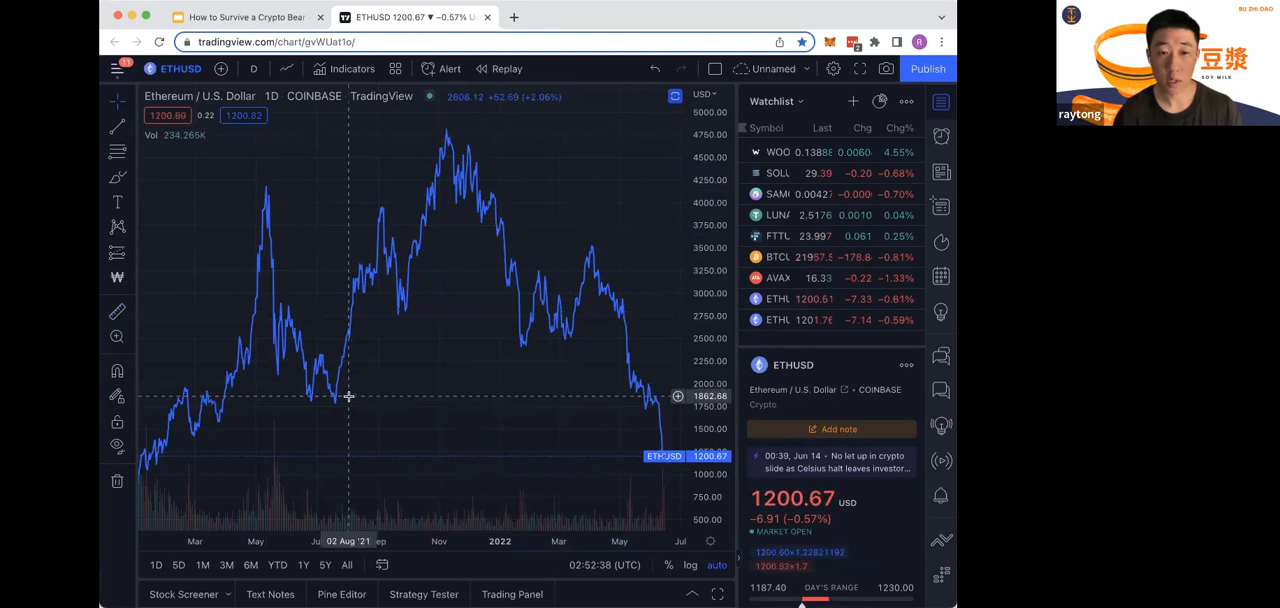 How to Survive a Crypto Bear
ETHUSD 1200.67 ▼ −0.57% U
tradingview.com/chart/gvWUat1o/
2
R
11
ETHUSD
D
Indicators
Alert
Replay
Unnamed
Publish
Ethereum / U.S. Dollar 1D COINBASE TradingView
2606.12 +52.69 (+2.06%)
1200.60 0.22 1200.82
Vol 234.265K
USD
5000.00
4750.00
4500.00
4250.00
4000.00
3750.00
3500.00
3250.00
3000.00
2750.00
2500.00
2250.00
2000.00
1862.68
1750.00
1500.00
ETHUSD 1200.67
1000.00
750.00
500.00
Mar May 02 Aug '21 Nov 2022 Mar May Jul
1D 5D 1M 3M 6M YTD 1Y 5Y All
02:52:38 (UTC) % log auto
Stock Screener Text Notes Pine Editor Strategy Tester Trading Panel
Watchlist
Symbol Last Chg Chg%
WOO 0.13888 0.0060 4.55%
SOLU 29.39 −0.20 −0.68%
SAM 0.00427 −0.000 −0.70%
LUNA 2.5176 0.0010 0.04%
FTTU 23.997 0.061 0.25%
BTCU 21957.5 −178.8 −0.81%
AVAX 16.33 −0.22 −1.33%
ETHU 1200.51 −7.33 −0.61%
ETHU 1201.76 −7.14 −0.59%
ETHUSD
Ethereum / U.S. Dollar COINBASE
Crypto
Add note
00:39, Jun 14 • No let up in crypto
slide as Celsius halt leaves investor...
1200.67 USD
−6.91 (−0.57%)
MARKET OPEN
1200.60×1.22821192
1200.82×1.7
1187.40 DAY'S RANGE 1230.00
BU ZHI DAO
豆漿
SOY MILK
raytong